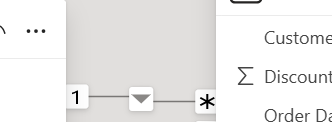 Custome
1 * Σ Discount
Order Da